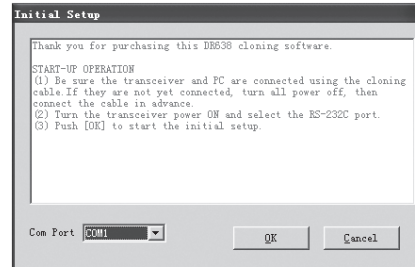 Initial Setup
Thank you for purchasing this DR638 cloning software.
START-UP OPERATION
(1) Be sure the transceiver and PC are connected using the cloning
cable.If they are not yet connected, turn all power off, then
connect the cable in advance.
(2) Turn the transceiver power ON and select the RS-232C port.
(3) Push [OK] to start the initial setup.
Com Port COM1
OK Cancel